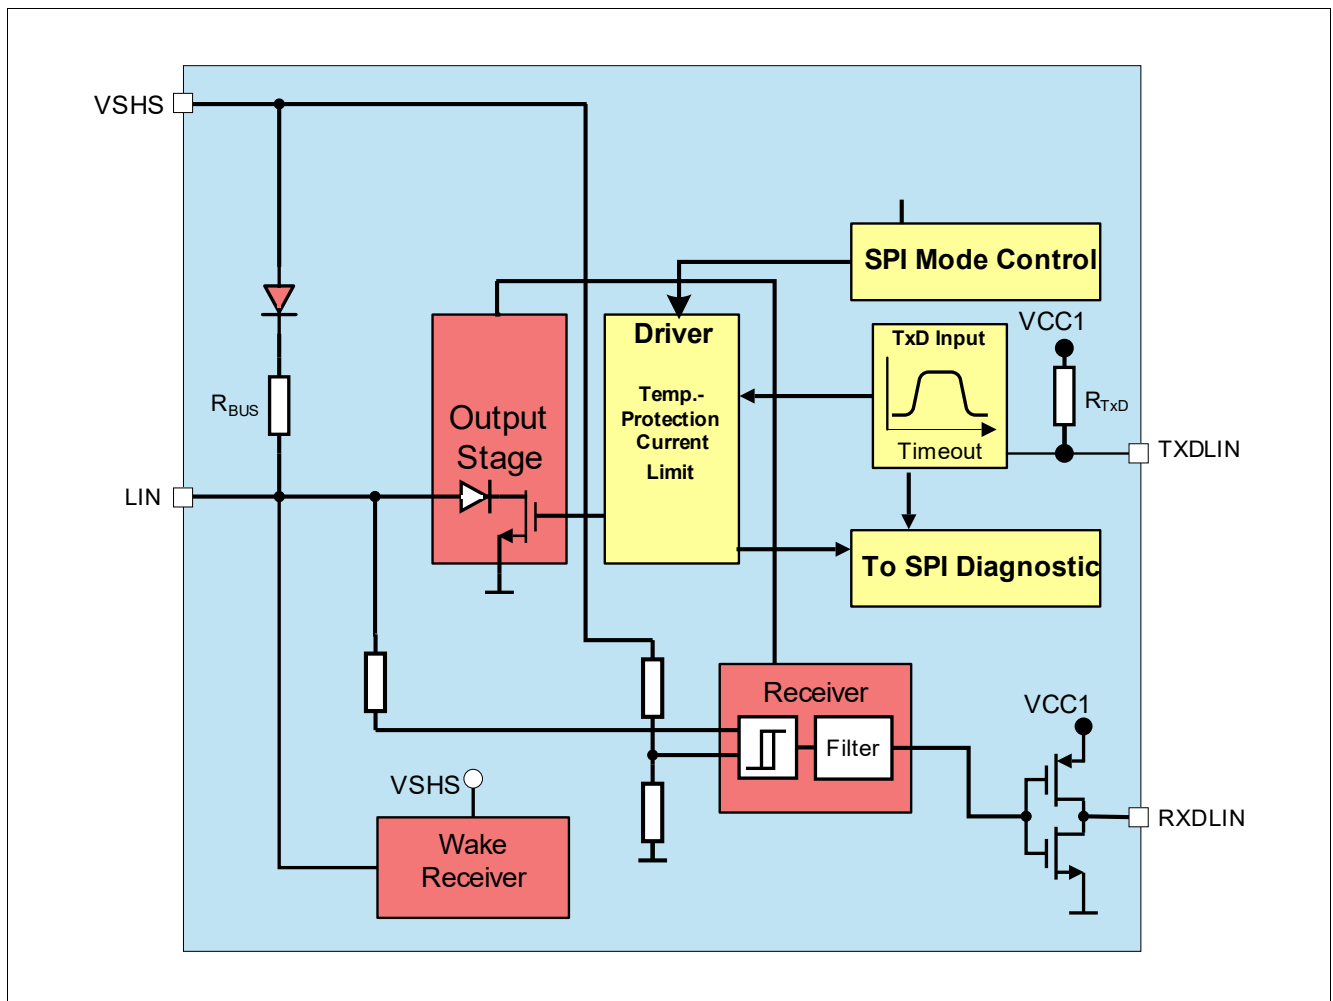 VSHS
SPI Mode Control
VCC1
Driver
TxD Input
Temp.-
Protection
Current
Limit
RBUS
RTxD
Output
Stage
Timeout
TXDLIN
LIN
To SPI Diagnostic
Receiver
VCC1
Filter
VSHS
RXDLIN
Wake
Receiver